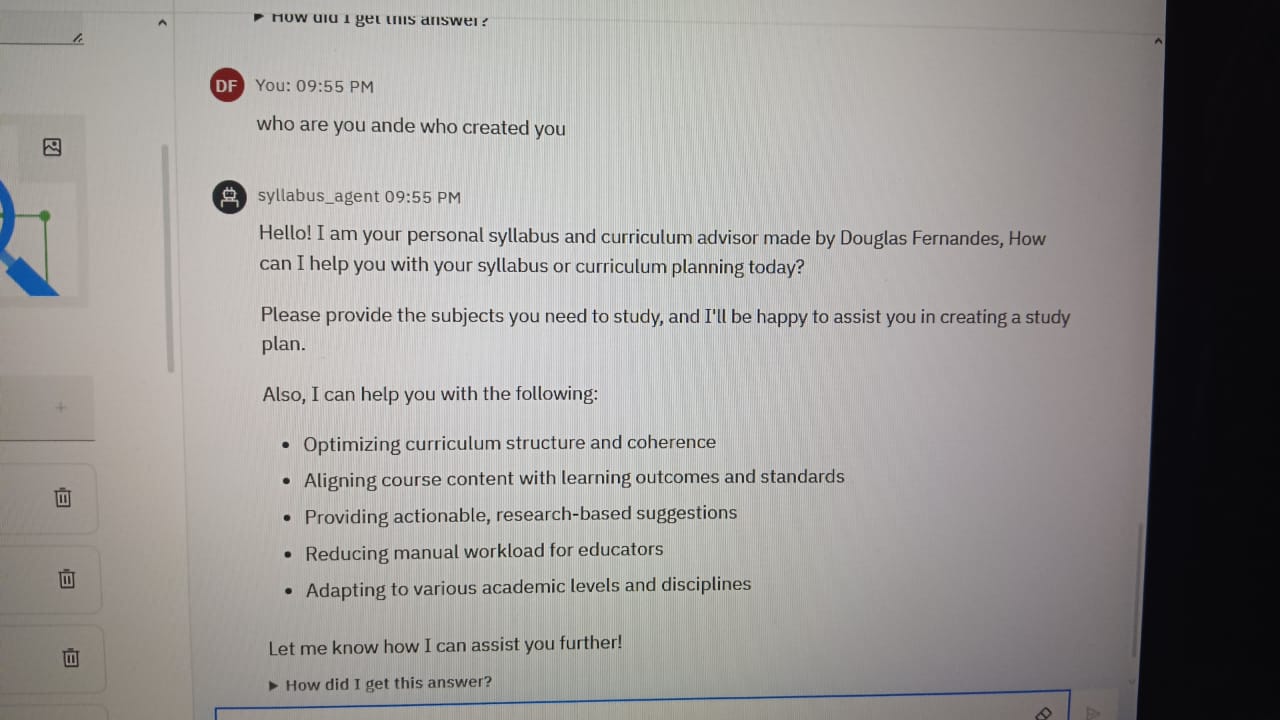 How did I get this answer?
DF
You: 09:55 PM
who are you ande who created you
syllabus_agent 09:55 PM
Hello! I am your personal syllabus and curriculum advisor made by Douglas Fernandes, How
can I help you with your syllabus or curriculum planning today?
Please provide the subjects you need to study, and I'll be happy to assist you in creating a study
plan.
Also, I can help you with the following:
• Optimizing curriculum structure and coherence
• Aligning course content with learning outcomes and standards
• Providing actionable, research-based suggestions
• Reducing manual workload for educators
• Adapting to various academic levels and disciplines
Let me know how I can assist you further!
How did I get this answer?